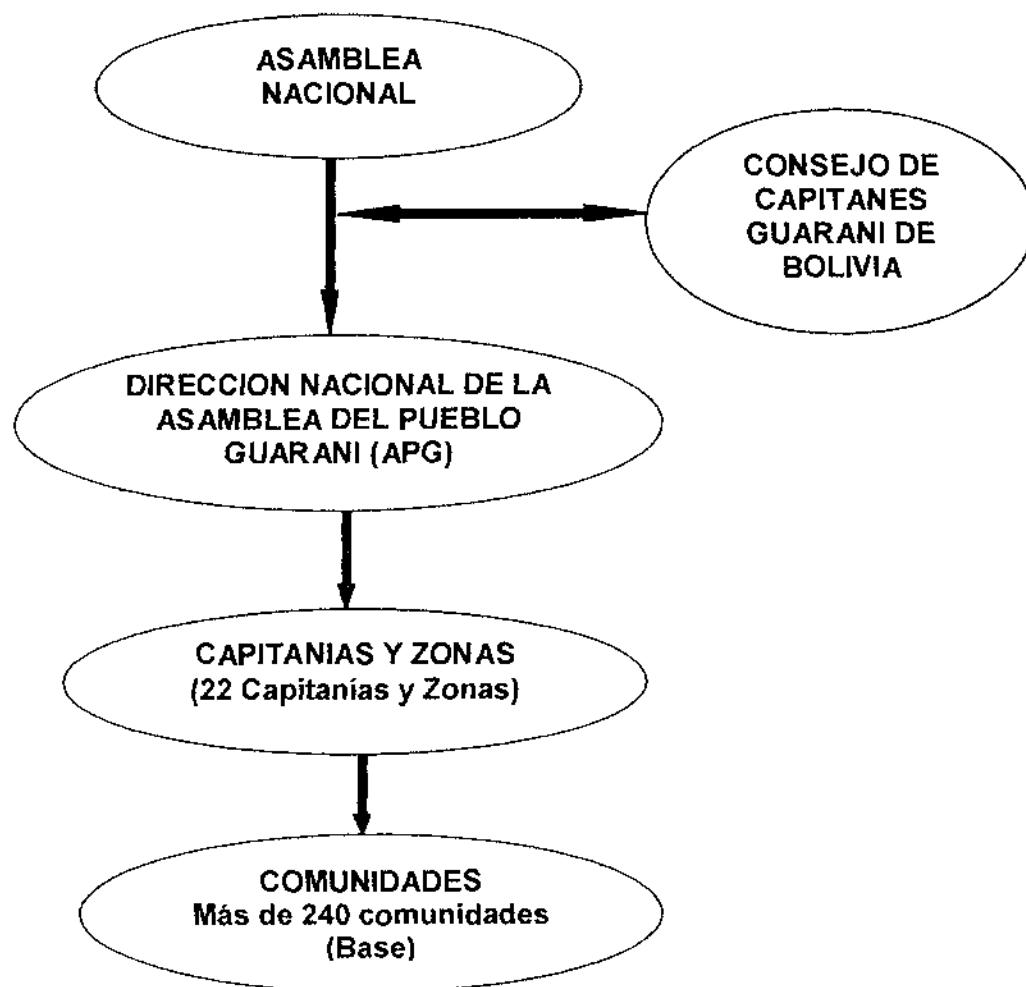 ASAMBLEA
NACIONAL
CONSEJO DE
CAPITANES
GUARANI DE
BOLIVIA
DIRECCION NACIONAL DE LA
ASAMBLEA DEL PUEBLO
GUARANI (APG)
CAPITANIAS Y ZONAS
(22 Capitanías y Zonas)
COMUNIDADES
Más de 240 comunidades
(Base)